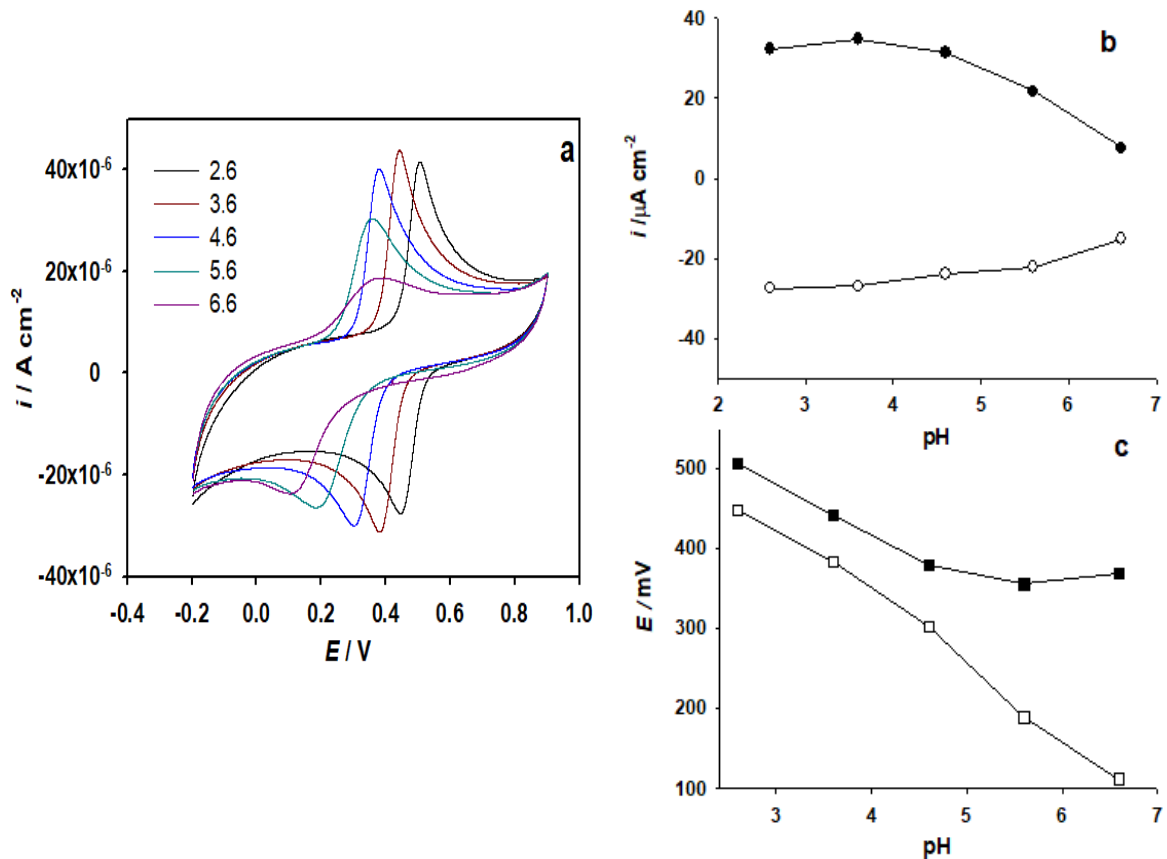 a
40x10-6
20x10-6
0
-20x10-6
-40x10-6
i / A cm-2
2.6
3.6
4.6
5.6
6.6
-0.4 -0.2 0.0 0.2 0.4 0.6 0.8 1.0
E / V
b
40
20
0
-20
-40
i /μA cm-2
2 3 4 5 6 7
pH
c
500
400
300
200
100
E / mV
3 4 5 6 7
pH